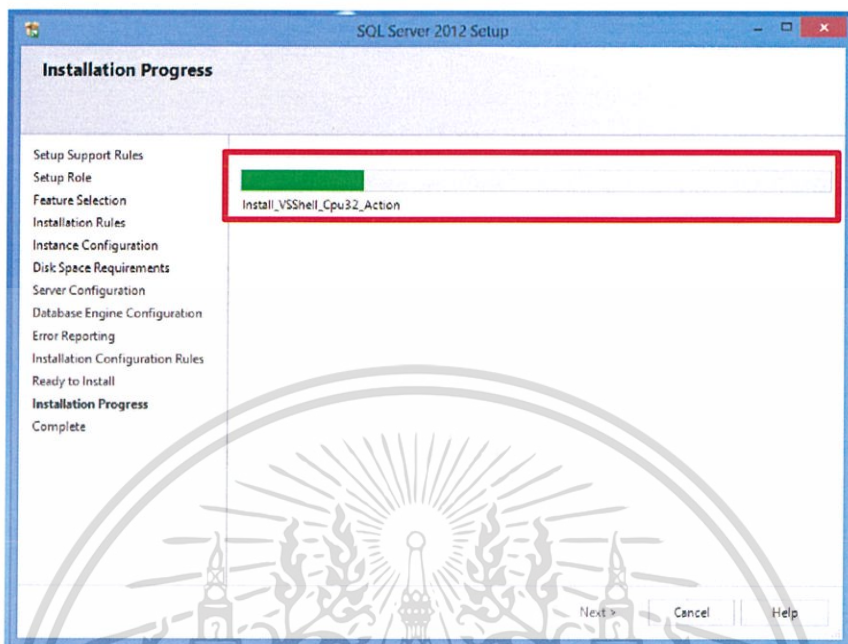 SQL Server 2012 Setup
Installation Progress
Setup Support Rules
Setup Role
Feature Selection
Installation Rules
Instance Configuration
Disk Space Requirements
Server Configuration
Database Engine Configuration
Error Reporting
Installation Configuration Rules
Ready to Install
Installation Progress
Complete
Install_VSShell_Cpu32_Action
Next >
Cancel
Help